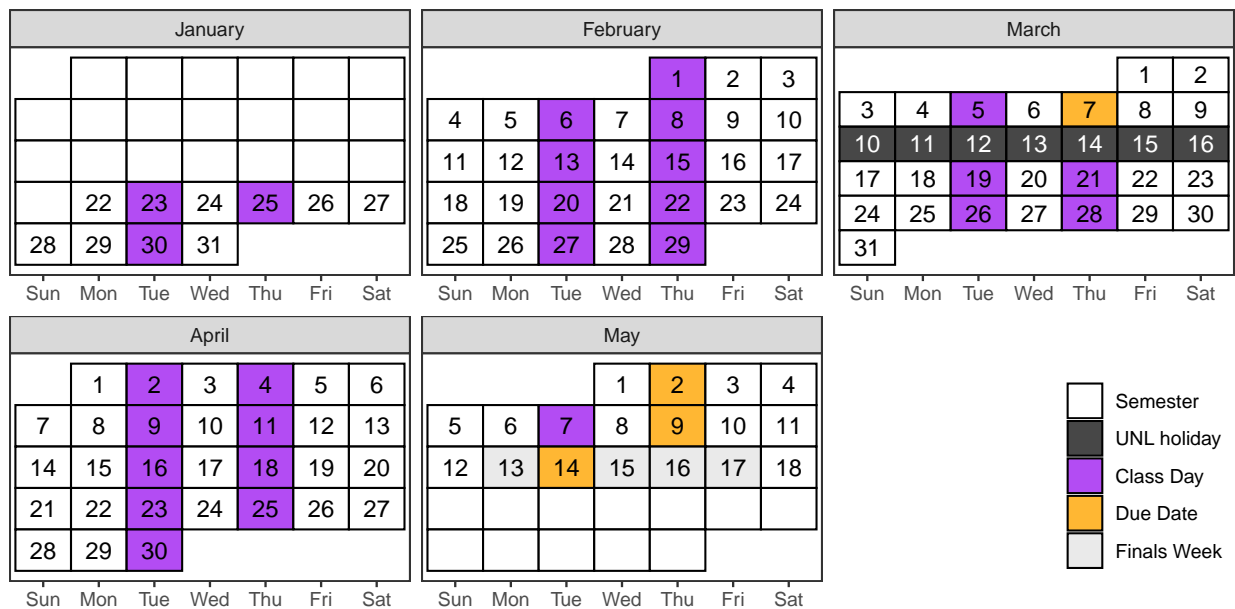 January
22 23 24 25 26 27
28 29 30 31
Sun Mon Tue Wed Thu Fri Sat
February
1 2 3
4 5 6 7 8 9 10
11 12 13 14 15 16 17
18 19 20 21 22 23 24
25 26 27 28 29
Sun Mon Tue Wed Thu Fri Sat
March
1 2
3 4 5 6 7 8 9
10 11 12 13 14 15 16
17 18 19 20 21 22 23
24 25 26 27 28 29 30
31
Sun Mon Tue Wed Thu Fri Sat
April
1 2 3 4 5 6
7 8 9 10 11 12 13
14 15 16 17 18 19 20
21 22 23 24 25 26 27
28 29 30
Sun Mon Tue Wed Thu Fri Sat
May
1 2 3 4
5 6 7 8 9 10 11
12 13 14 15 16 17 18
Sun Mon Tue Wed Thu Fri Sat
Semester
UNL holiday
Class Day
Due Date
Finals Week